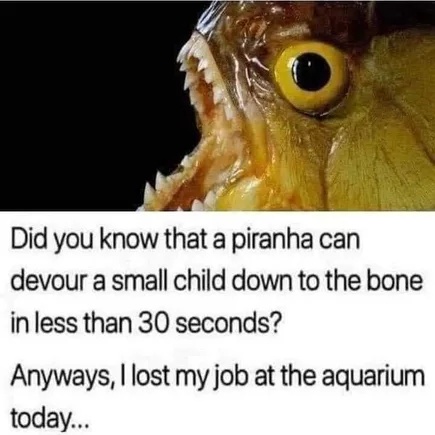 Did you know that a piranha can
devour a small child down to the bone
in less than 30 seconds?
Anyways, I lost my job at the aquarium
today...